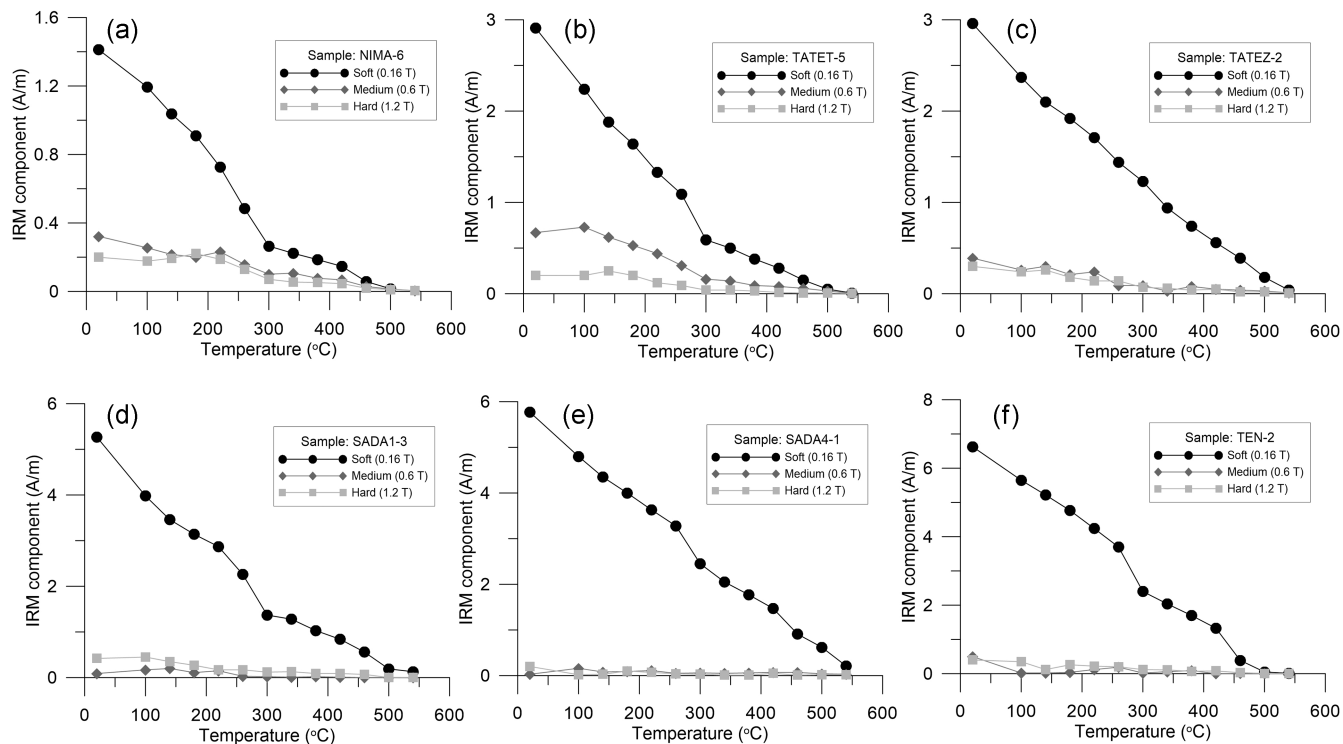 (a)
Sample: NIMA-6
Soft (0.16 T)
Medium (0.6 T)
Hard (1.2 T)
IRM component (A/m)
1.6
1.2
0.8
0.4
0
0 100 200 300 400 500 600
Temperature (°C)
(b)
Sample: TATET-5
Soft (0.16 T)
Medium (0.6 T)
Hard (1.2 T)
IRM component (A/m)
3
2
1
0
0 100 200 300 400 500 600
Temperature (°C)
(c)
Sample: TATEZ-2
Soft (0.16 T)
Medium (0.6 T)
Hard (1.2 T)
IRM component (A/m)
3
2
1
0
0 100 200 300 400 500 600
Temperature (°C)
(d)
Sample: SADA1-3
Soft (0.16 T)
Medium (0.6 T)
Hard (1.2 T)
IRM component (A/m)
6
4
2
0
0 100 200 300 400 500 600
Temperature (°C)
(e)
Sample: SADA4-1
Soft (0.16 T)
Medium (0.6 T)
Hard (1.2 T)
IRM component (A/m)
6
4
2
0
0 100 200 300 400 500 600
Temperature (°C)
(f)
Sample: TEN-2
Soft (0.16 T)
Medium (0.6 T)
Hard (1.2 T)
IRM component (A/m)
8
6
4
2
0
0 100 200 300 400 500 600
Temperature (°C)